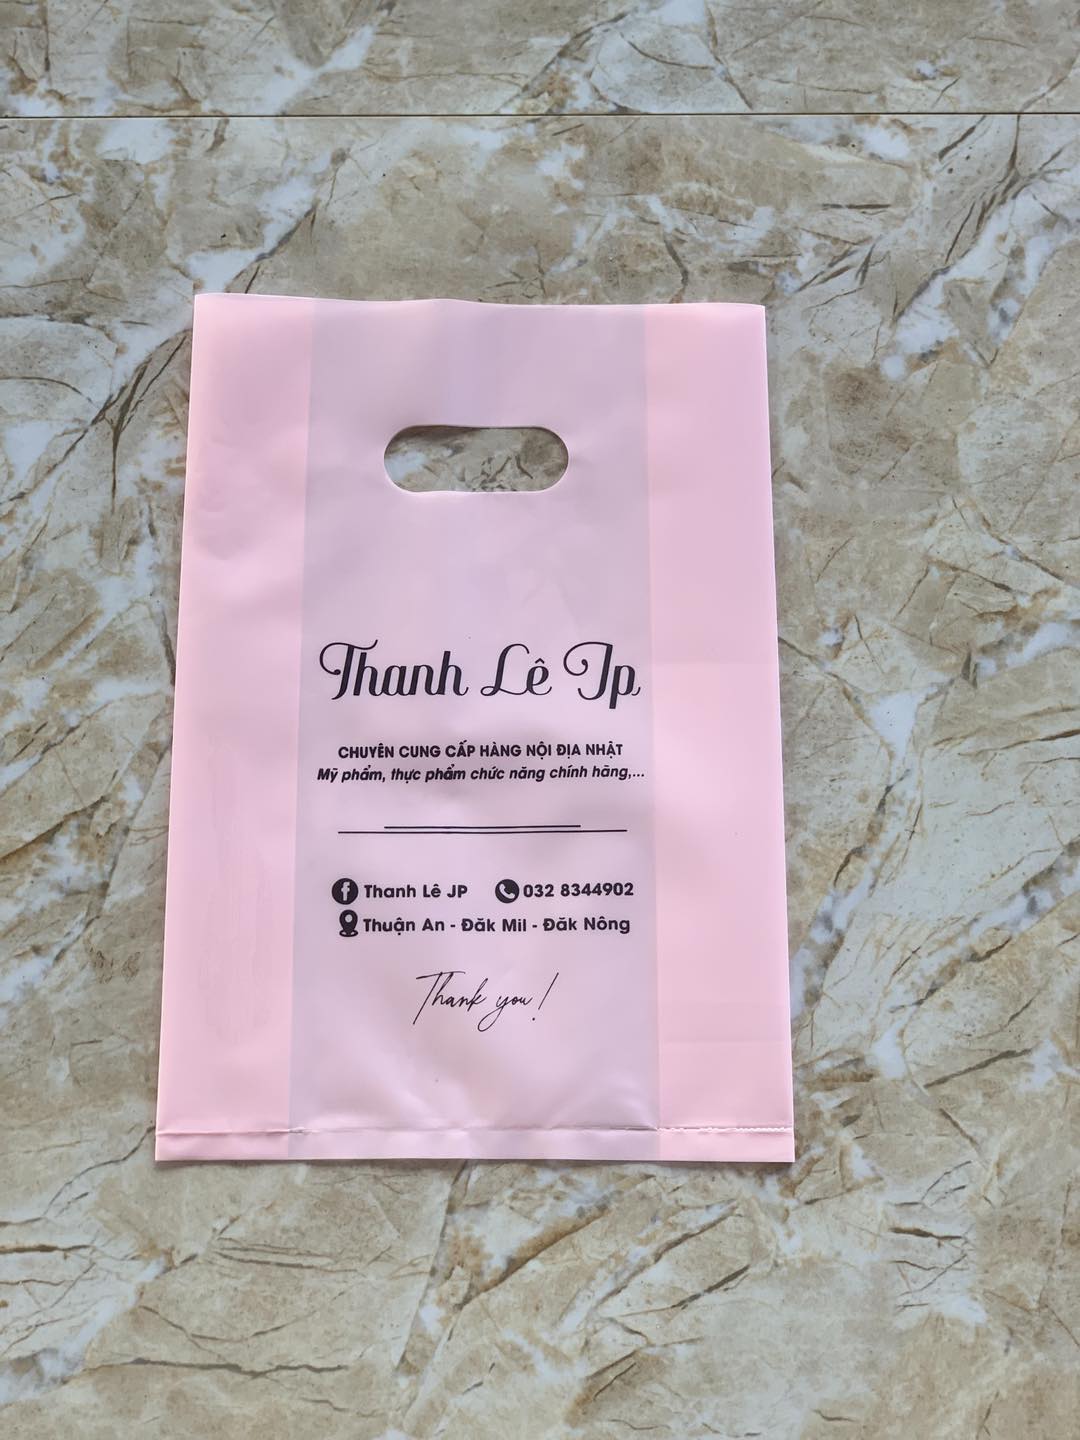 Thanh Lê Jp
CHUYÊN CUNG CẤP HÀNG NỘI ĐỊA NHẬT
Mỹ phẩm, thực phẩm chức năng chính hãng,...
Thanh Lê JP 032 8344902
Thuận An - Đăk Mil - Đăk Nông
Thank you!